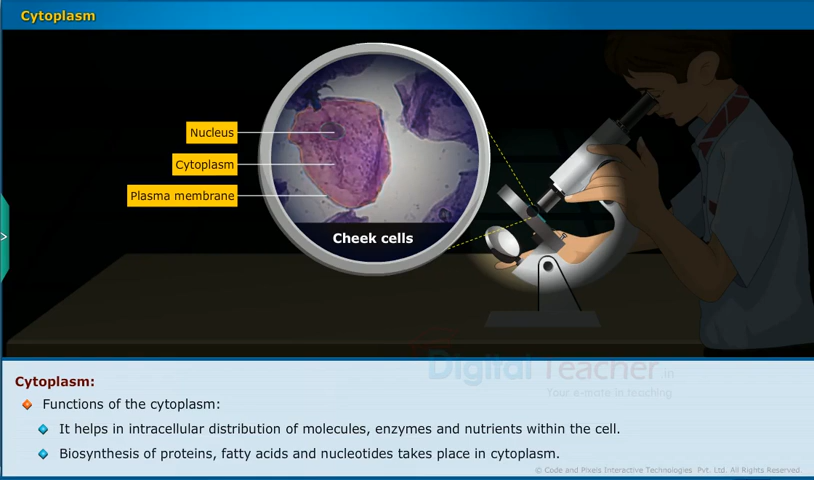 Cytoplasm
Nucleus
Cytoplasm
Plasma membrane
Cheek cells
Digital Teacher in
Your e-mate in teaching
Cytoplasm:
Functions of the cytoplasm:
It helps in intracellular distribution of molecules, enzymes and nutrients within the cell.
Biosynthesis of proteins, fatty acids and nucleotides takes place in cytoplasm.
© Code and Pixels Interactive Technologies Pvt. Ltd. All Rights Reserved.